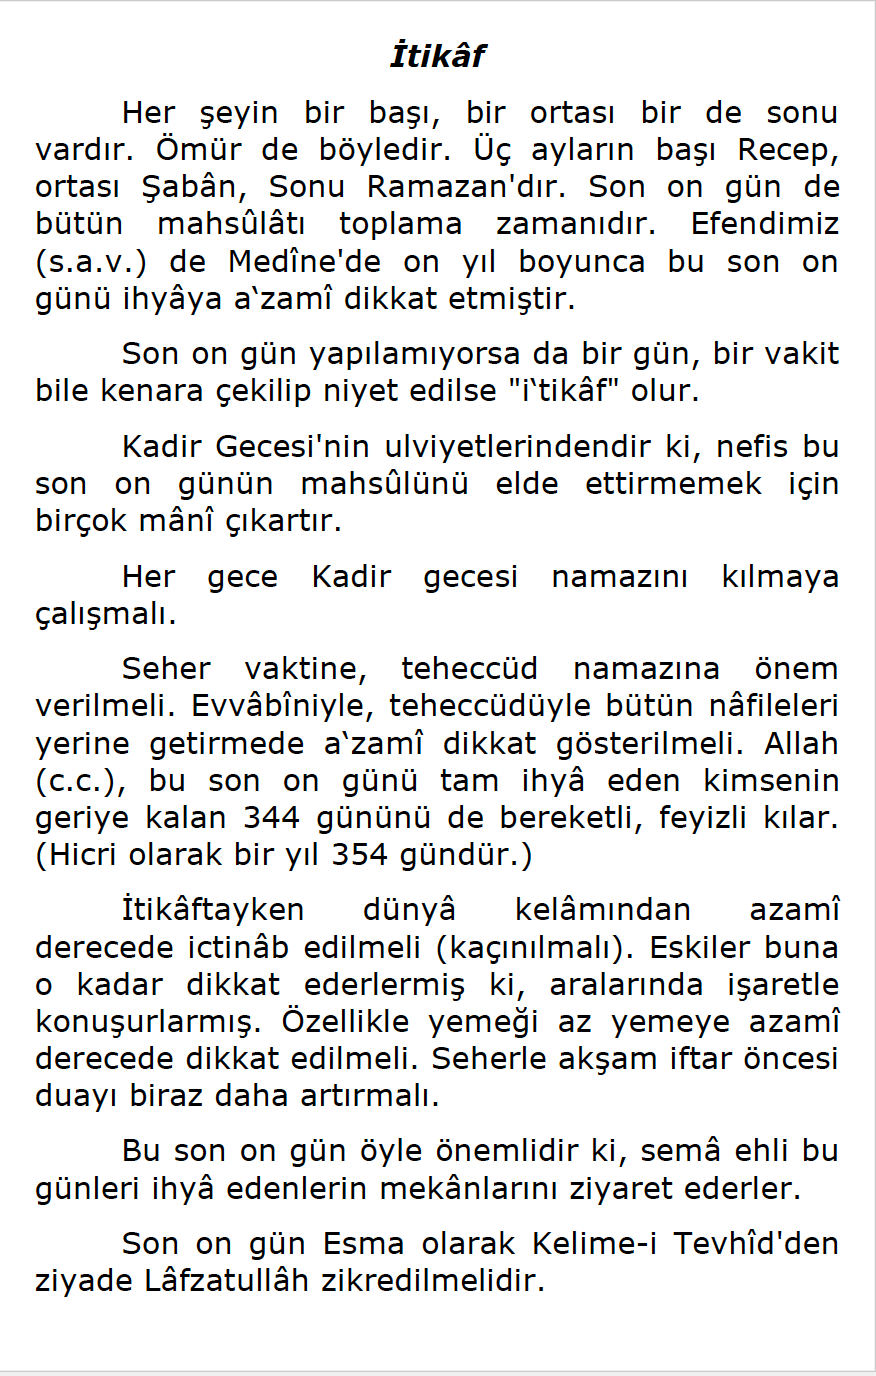 İtikâf
Her şeyin bir başı, bir ortası bir de sonu
vardır. Ömür de böyledir. Üç ayların başı Recep,
ortası Şabân, Sonu Ramazan'dır. Son on gün de
bütün mahsûlâtı toplama zamanıdır. Efendimiz
(s.a.v.) de Medîne'de on yıl boyunca bu son on
günü ihyâya a‛zamî dikkat etmiştir.
Son on gün yapılamıyorsa da bir gün, bir vakit
bile kenara çekilip niyet edilse "i‛tikâf" olur.
Kadir Gecesi'nin ulviyetlerindendir ki, nefis bu
son on günün mahsûlünü elde ettirmemek için
birçok mânî çıkartır.
Her gece Kadir gecesi namazını kılmaya
çalışmalı.
Seher vaktine, teheccüd namazına önem
verilmeli. Evvâbîniyle, teheccüdüyle bütün nâfileleri
yerine getirmede a‛zamî dikkat gösterilmeli. Allah
(c.c.), bu son on günü tam ihyâ eden kimsenin
geriye kalan 344 gününü de bereketli, feyizli kılar.
(Hicri olarak bir yıl 354 gündür.)
İtikâftayken dünyâ kelâmından azamî
derecede ictinâb edilmeli (kaçınılmalı). Eskiler buna
o kadar dikkat ederlermiş ki, aralarında işaretle
konuşurlarmış. Özellikle yemeği az yemeye azamî
derecede dikkat edilmeli. Seherle akşam iftar öncesi
duayı biraz daha artırmalı.
Bu son on gün öyle önemlidir ki, semâ ehli bu
günleri ihyâ edenlerin mekânlarını ziyaret ederler.
Son on gün Esma olarak Kelime-i Tevhîd'den
ziyade Lâfzatullâh zikredilmelidir.